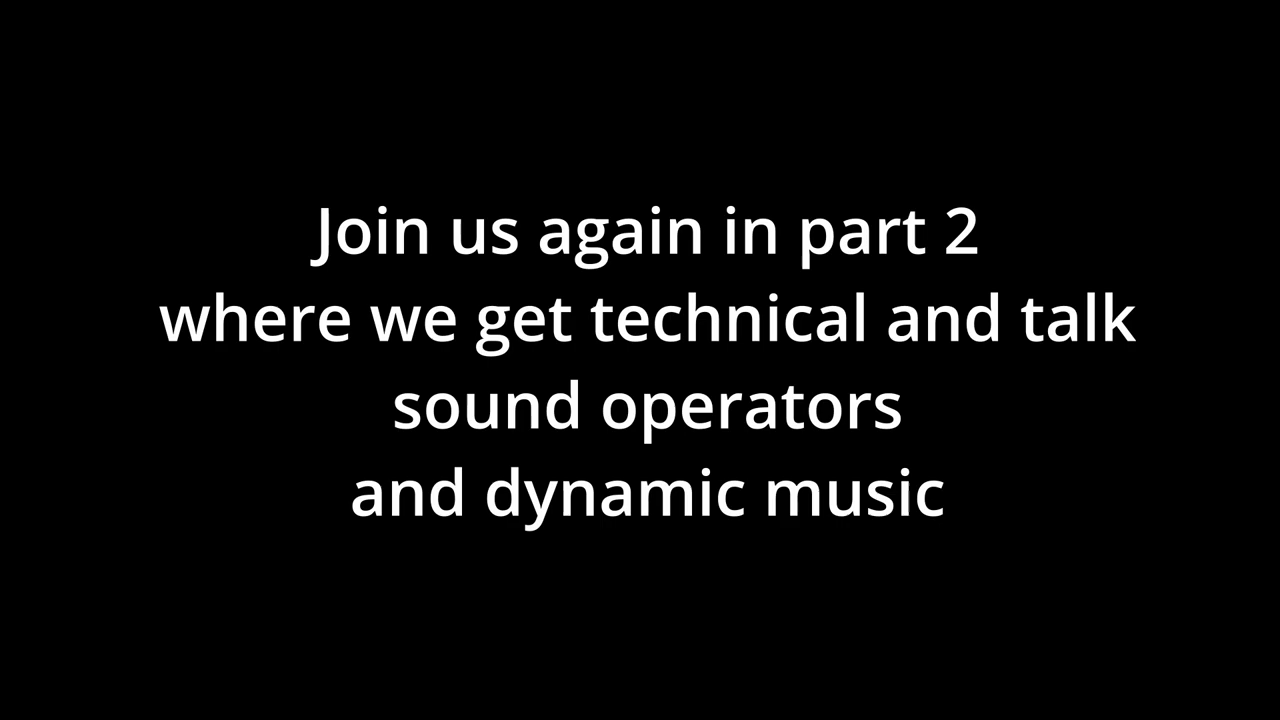 Join us again in part 2
where we get technical and talk
sound operators
and dynamic music